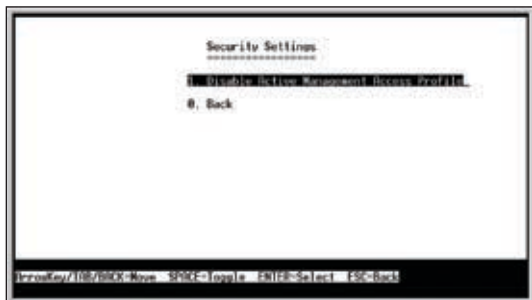 Security Settings
1. Disable Active Management Access Profile
0. Back
ArrowKey/TAB/BACK=Move SPACE=Toggle ENTER=Select ESC=Back